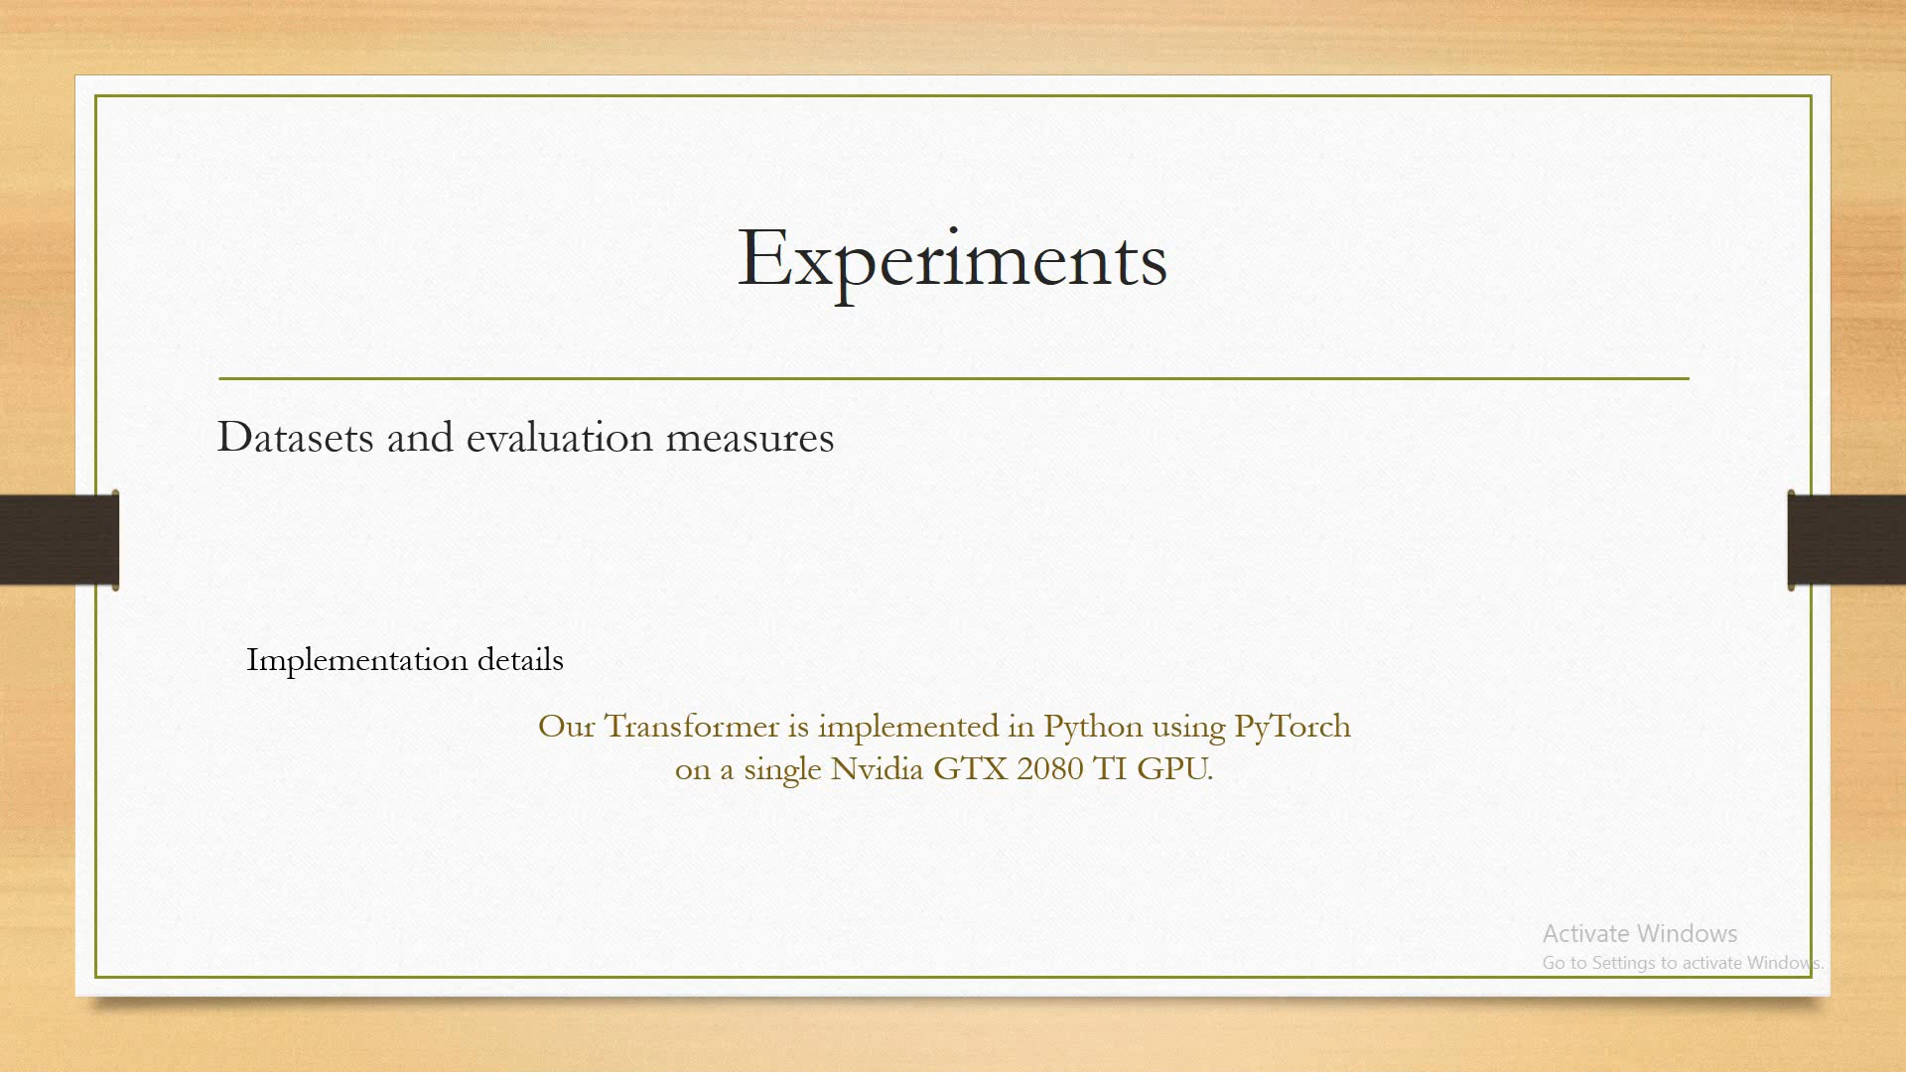 Experiments
Datasets and evaluation measures
Implementation details
Our Transformer is implemented in Python using PyTorch
on a single Nvidia GTX 2080 TI GPU.
Activate Windows
Go to Settings to activate Windows.